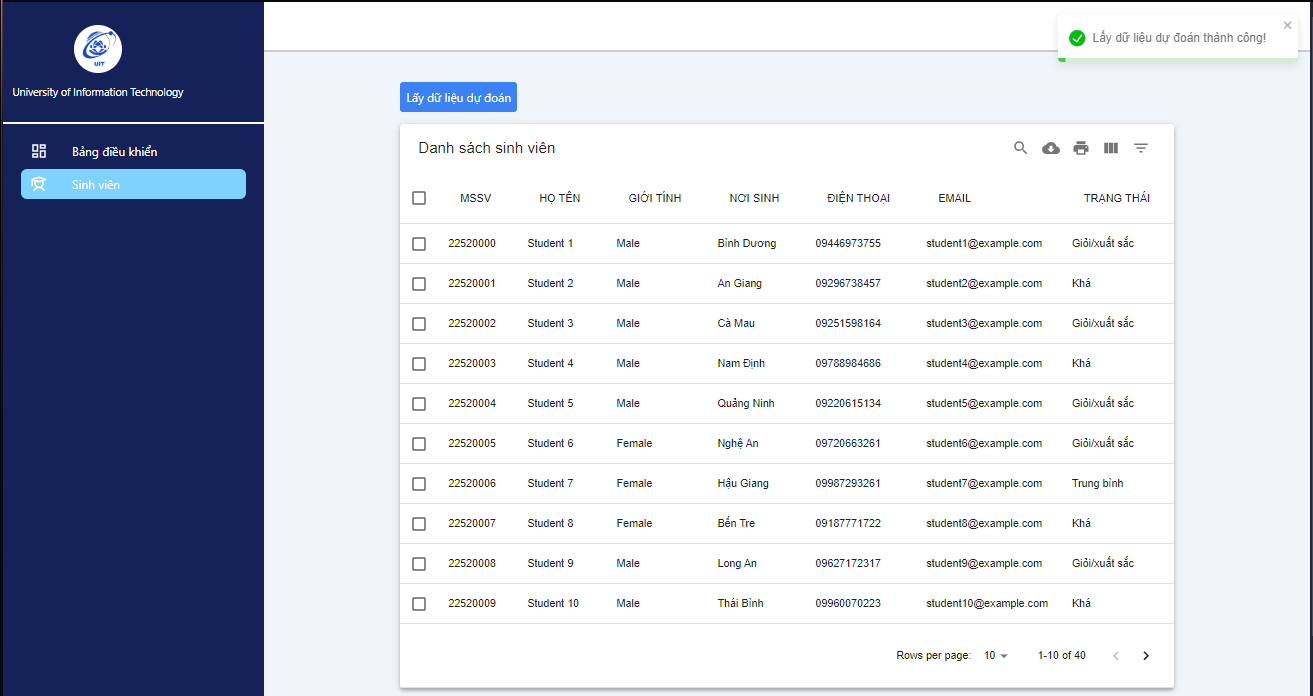 UIT
University of Information Technology
Bảng điều khiển
Sinh viên
Lấy dữ liệu dự đoán thành công!
Lấy dữ liệu dự đoán
Danh sách sinh viên
MSSV HỌ TÊN GIỚI TÍNH NƠI SINH ĐIỆN THOẠI EMAIL TRẠNG THÁI
22520000 Student 1 Male Bình Dương 09446973755 student1@example.com Giỏi/xuất sắc
22520001 Student 2 Male An Giang 09296738457 student2@example.com Khá
22520002 Student 3 Male Cà Mau 09251598164 student3@example.com Giỏi/xuất sắc
22520003 Student 4 Male Nam Định 09788984686 student4@example.com Khá
22520004 Student 5 Male Quảng Ninh 09220615134 student5@example.com Giỏi/xuất sắc
22520005 Student 6 Female Nghệ An 09720663261 student6@example.com Giỏi/xuất sắc
22520006 Student 7 Female Hậu Giang 09987293261 student7@example.com Trung bình
22520007 Student 8 Female Bến Tre 09187771722 student8@example.com Khá
22520008 Student 9 Male Long An 09627172317 student9@example.com Giỏi/xuất sắc
22520009 Student 10 Male Thái Bình 09960070223 student10@example.com Khá
Rows per page: 10 1-10 of 40